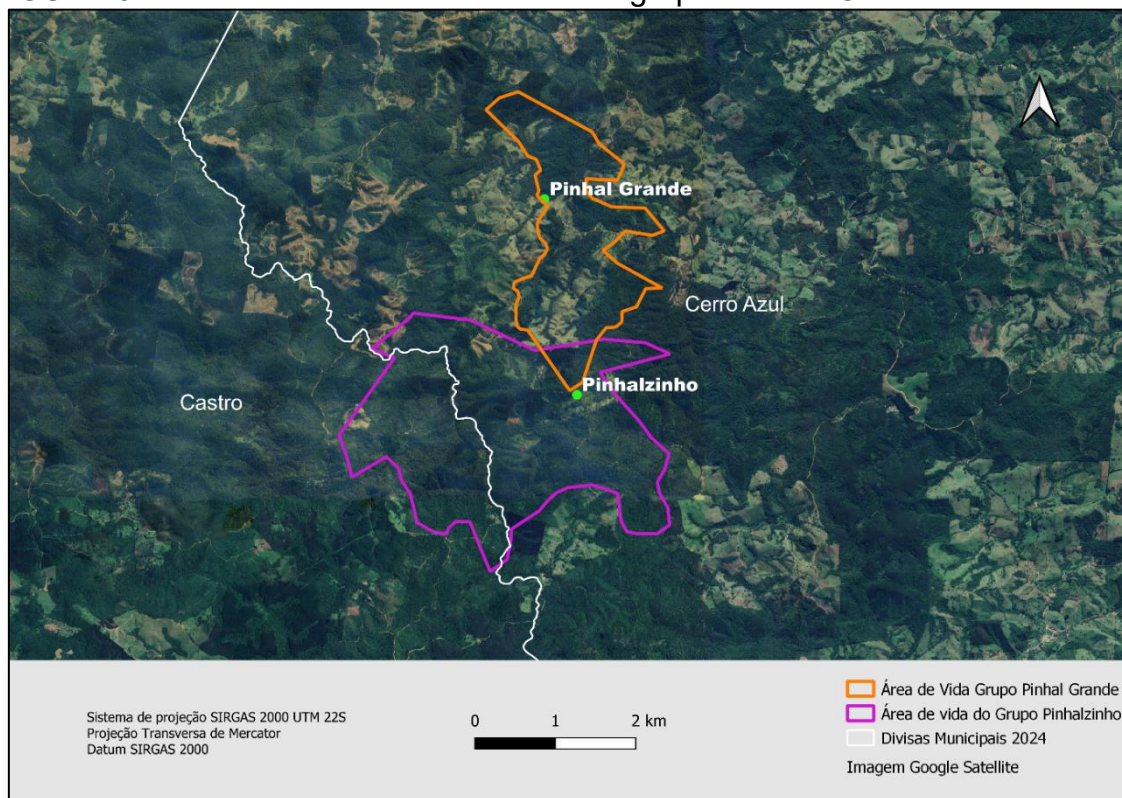 Pinhal Grande
Cerro Azul
Pinhalzinho
Castro
Sistema de projeção SIRGAS 2000 UTM 22S
Projeção Transversa de Mercator
Datum SIRGAS 2000
0 1 2 km
Área de Vida Grupo Pinhal Grande
Área de vida do Grupo Pinhalzinho
Divisas Municipais 2024
Imagem Google Satellite